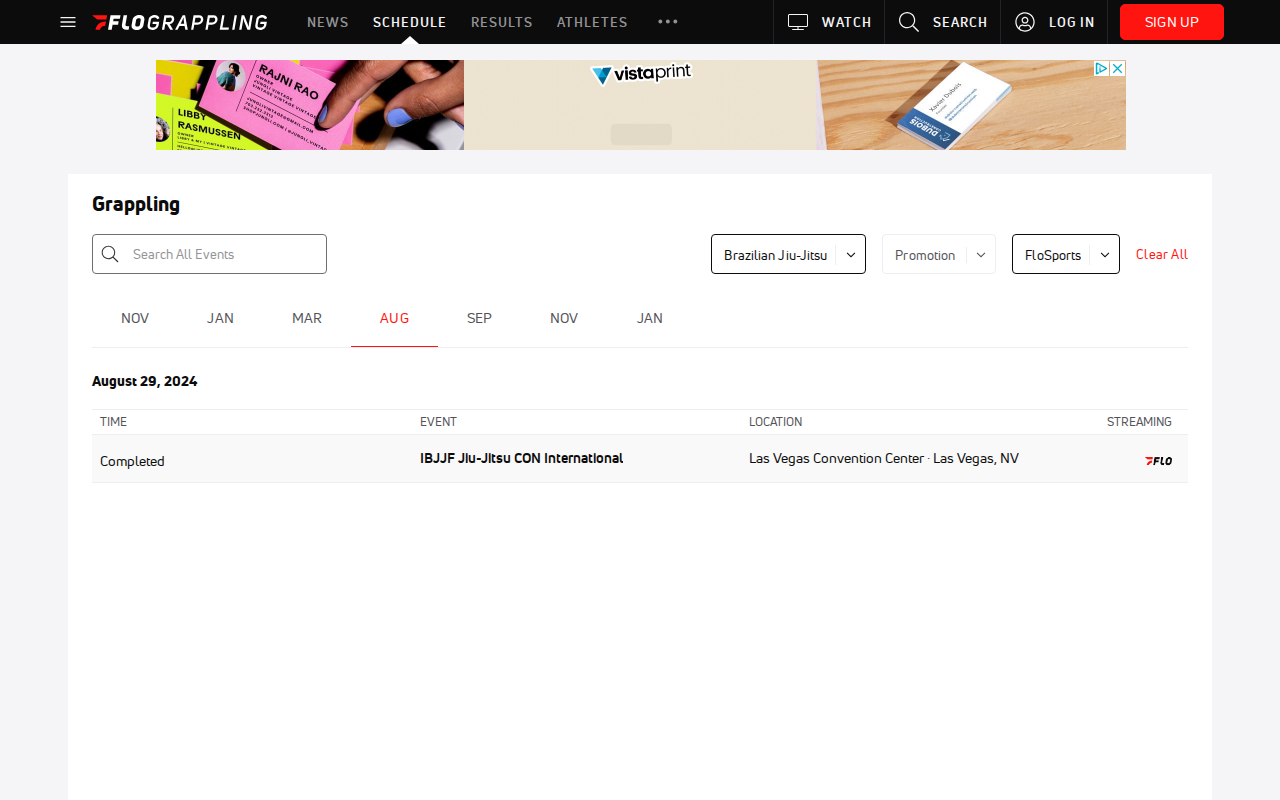 FLOGRAPPLING NEWS SCHEDULE RESULTS ATHLETES WATCH SEARCH LOG IN SIGN UP
RAJNI RAO
OWNER
LIBBY
RASMUSSEN
OWNER
vistaprint
Xavier Dubois
DUBOIS
Grappling
Search All Events Brazilian Jiu-Jitsu Promotion FloSports Clear All
NOV JAN MAR AUG SEP NOV JAN
August 29, 2024
TIME EVENT LOCATION STREAMING
Completed IBJJF Jiu-Jitsu CON International Las Vegas Convention Center · Las Vegas, NV FLO